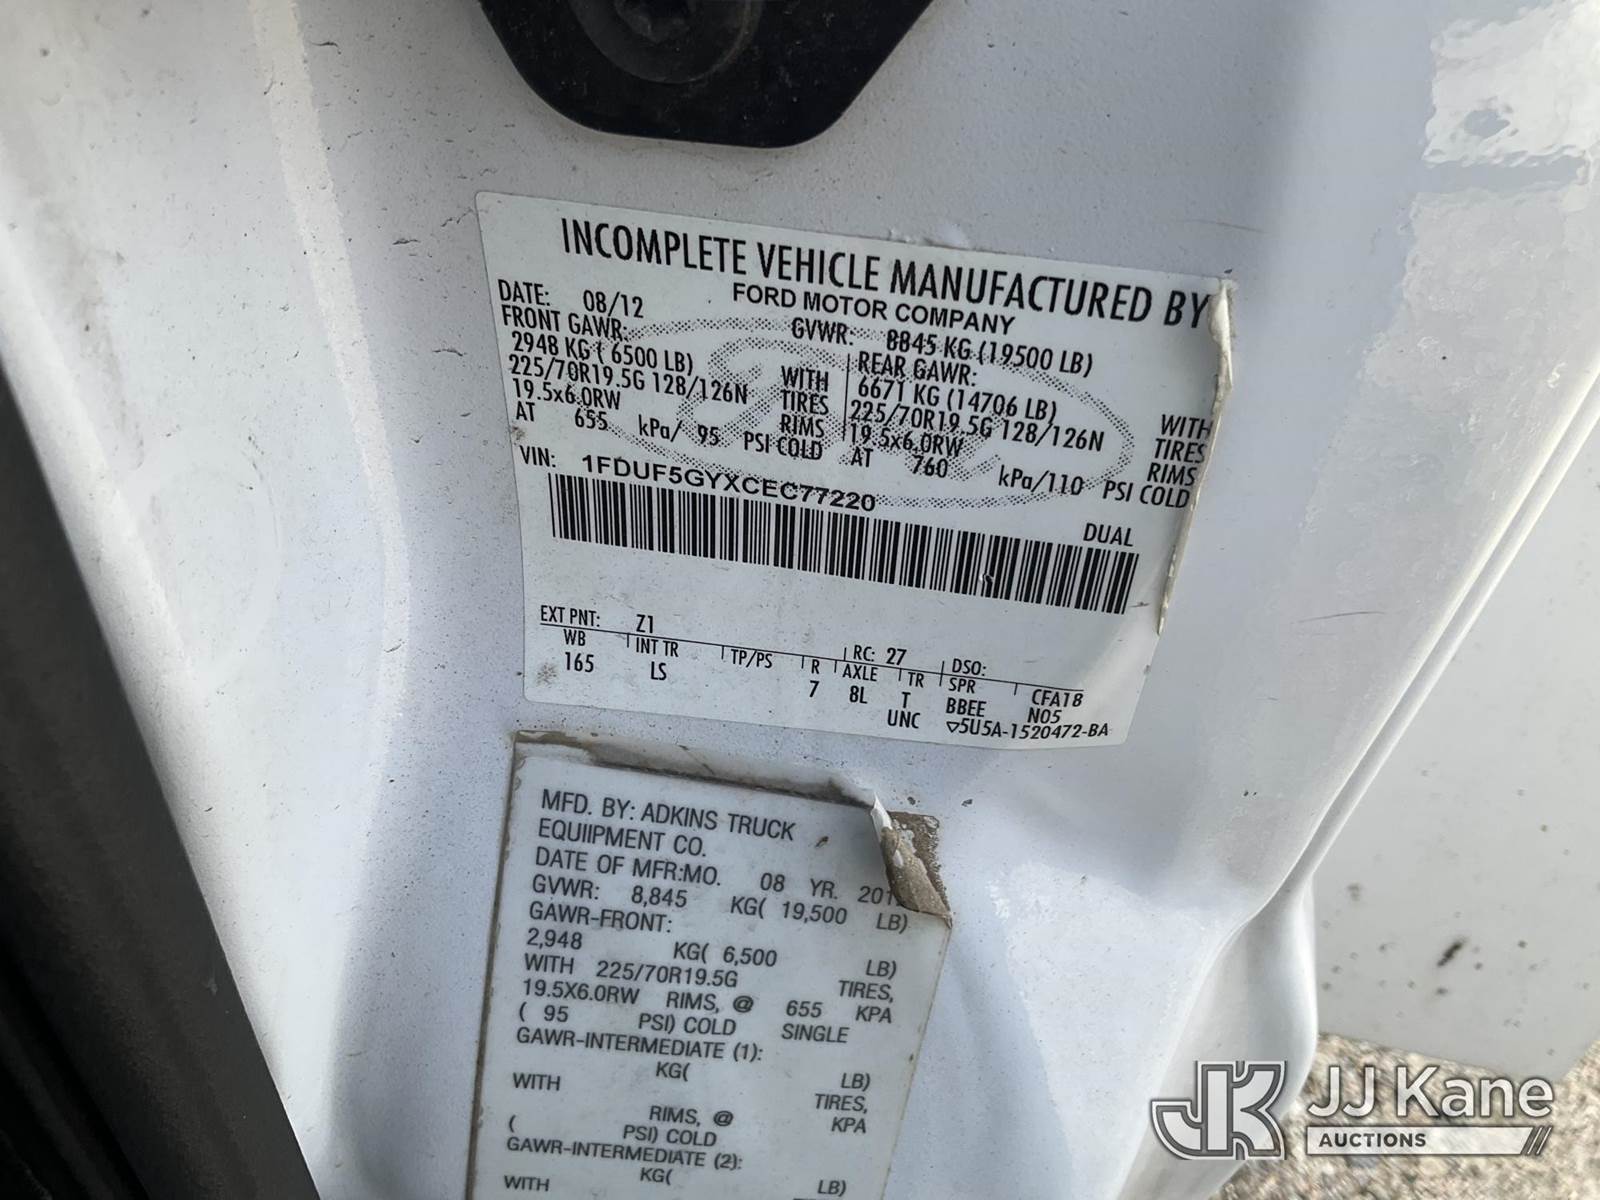 INCOMPLETE VEHICLE MANUFACTURED BY
FORD MOTOR COMPANY
DATE: 08/12 GVWR: 8845 KG (19500 LB)
FRONT GAWR: REAR GAWR:
2948 KG ( 6500 LB) WITH 6671 KG (14706 LB) WITH
225/70R19.5G 128/126N TIRES 225/70R19.5G 128/126N TIRES
19.5x6.0RW RIMS 19.5x6.0RW RIMS
AT 655 kPa/ 95 PSI COLD AT 760 kPa/110 PSI COLD
VIN: 1FDUF5GYXCEC77220
DUAL
EXT PNT: Z1 RC: 27 DSO:
WB INT TR TP/PS R AXLE TR SPR CFA18
165 LS 7 8L T BBEE N05
UNC ▽5U5A-1520472-BA
MFD. BY: ADKINS TRUCK
EQUIIPMENT CO.
DATE OF MFR:MO. 08 YR.
GVWR: 8,845 KG( 19,500 LB)
GAWR-FRONT:
2,948 KG( 6,500 LB)
WITH 225/70R19.5G TIRES,
19.5X6.0RW RIMS, @ 655 KPA
( 95 PSI) COLD SINGLE
GAWR-INTERMEDIATE (1):
KG( LB)
WITH TIRES,
RIMS, @ KPA
( PSI) COLD
GAWR-INTERMEDIATE (2):
KG( LB)
WITH
JK JJ Kane
AUCTIONS